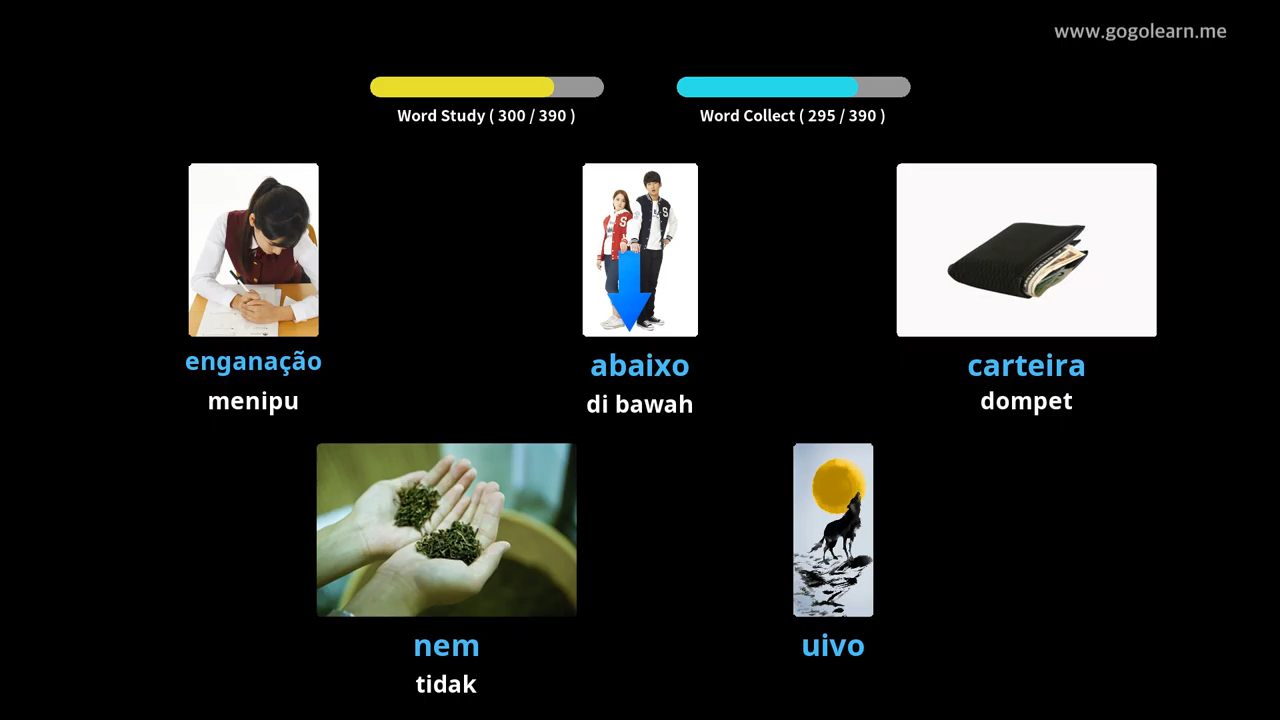 www.gogolearn.me
Word Study ( 300 / 390 )
Word Collect ( 295 / 390 )
enganação
menipu
abaixo
di bawah
carteira
dompet
nem
tidak
uivo